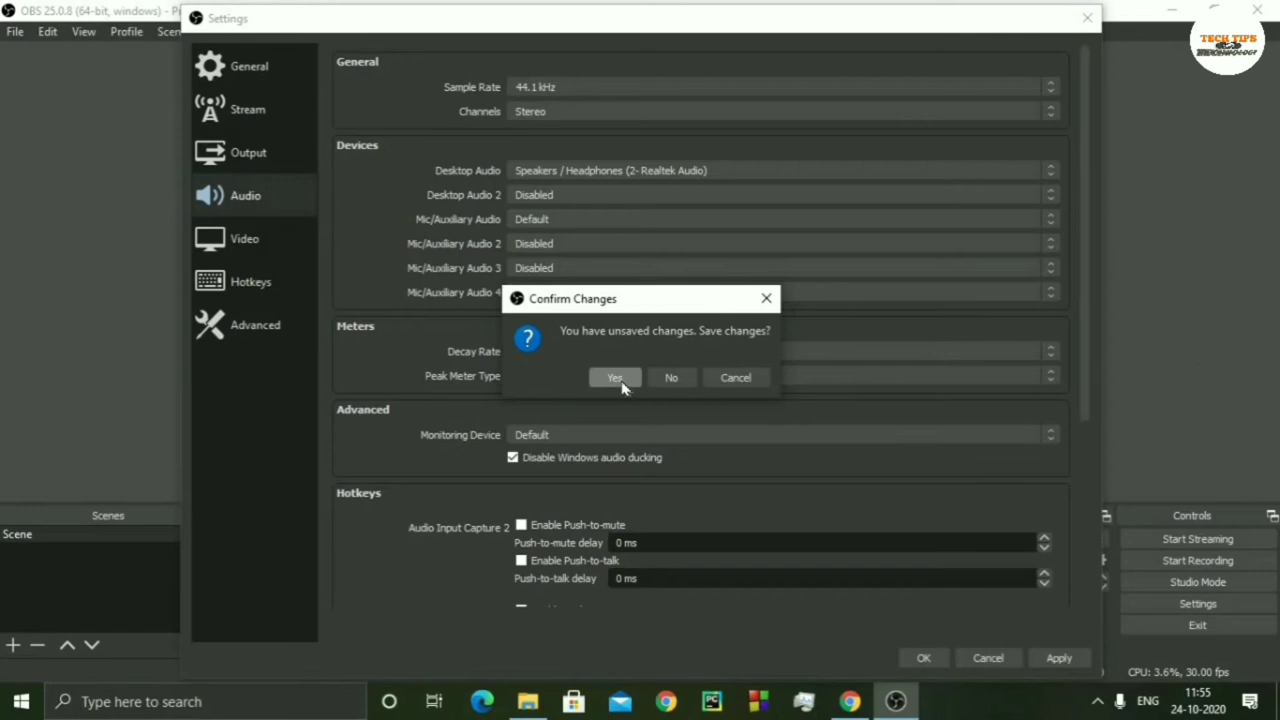 OBS 25.0.8 (64-bit, windows) - P
Settings
TECH TIPS
File Edit View Profile Scen
General
Stream
Output
Audio
Video
Hotkeys
Advanced
General
Sample Rate 44.1 kHz
Channels Stereo
Devices
Desktop Audio Speakers / Headphones (2- Realtek Audio)
Desktop Audio 2 Disabled
Mic/Auxiliary Audio Default
Mic/Auxiliary Audio 2 Disabled
Mic/Auxiliary Audio 3 Disabled
Mic/Auxiliary Audio 4
Confirm Changes
You have unsaved changes. Save changes?
Yes No Cancel
Meters
Decay Rate
Peak Meter Type
Advanced
Monitoring Device Default
Disable Windows audio ducking
Hotkeys
Audio Input Capture 2 Enable Push-to-mute
Push-to-mute delay 0 ms
Enable Push-to-talk
Push-to-talk delay 0 ms
OK Cancel Apply
Scenes
Scene
Controls
Start Streaming
Start Recording
Studio Mode
Settings
Exit
CPU: 3.6%, 30.00 fps
Type here to search
ENG
11:55
24-10-2020